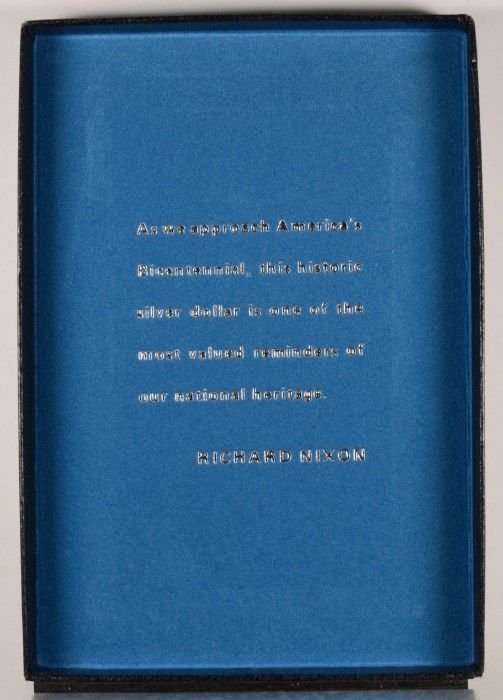 As we approach America's
Bicentennial, this historic
silver dollar is one of the
most valued reminders of
our national heritage.
RICHARD NIXON